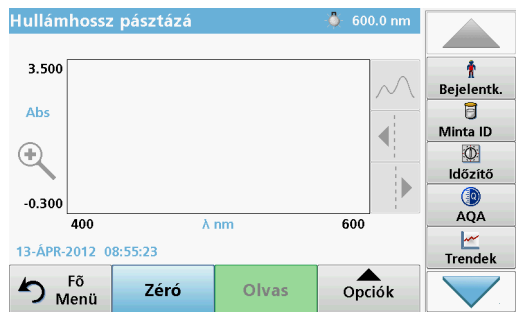 Hullámhossz pásztázá 600.0 nm
3.500
Abs
-0.300
400 λ nm 600
13-ÁPR-2012 08:55:23
Fõ
Menü
Zéró
Olvas
Opciók
Bejelentk.
Minta ID
Időzítő
AQA
Trendek